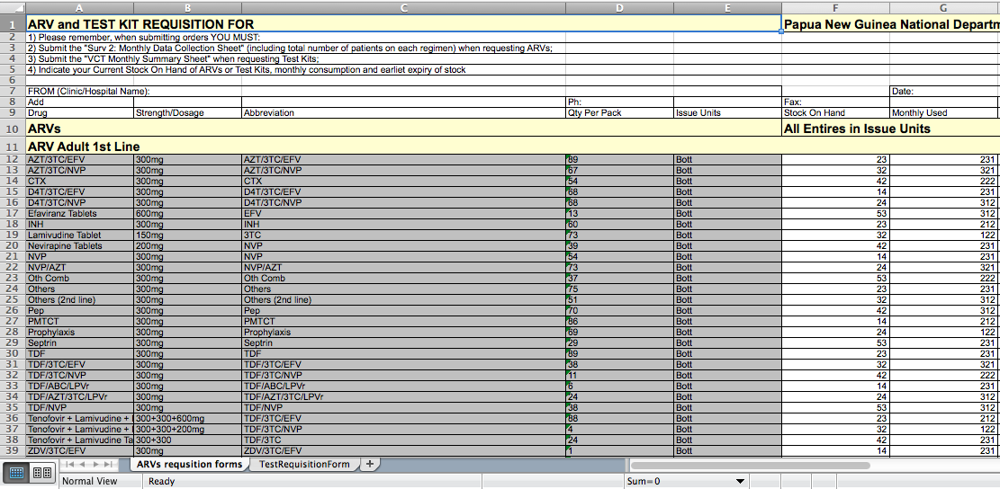 A B C D E F G
1 ARV and TEST KIT REQUISITION FOR Papua New Guinea National Departm
2 1) Please remember, when submitting orders YOU MUST:
3 2) Submit the "Surv 2: Monthly Data Collection Sheet" (including total number of patients on each regimen) when requesting ARVs;
4 3) Submit the "VCT Monthly Summary Sheet" when requesting Test Kits;
5 4) Indicate your Current Stock On Hand of ARVs or Test Kits, monthly consumption and earliet expiry of stock
6
7 FROM (Clinic/Hospital Name): Date:
8 Add Ph: Fax:
9 Drug Strength/Dosage Abbreviation Qty Per Pack Issue Units Stock On Hand Monthly Used
10 ARVs All Entires in Issue Units
11 ARV Adult 1st Line
12 AZT/3TC/EFV 300mg AZT/3TC/EFV 89 Bott 23 231
13 AZT/3TC/NVP 300mg AZT/3TC/NVP 67 Bott 32 321
14 CTX 300mg CTX 54 Bott 42 222
15 D4T/3TC/EFV 300mg D4T/3TC/EFV 68 Bott 14 231
16 D4T/3TC/NVP 300mg D4T/3TC/NVP 68 Bott 24 312
17 Efaviranz Tablets 600mg EFV 13 Bott 53 231
18 INH 300mg INH 60 Bott 23 212
19 Lamivudine Tablet 150mg 3TC 73 Bott 32 122
20 Nevirapine Tablets 200mg NVP 39 Bott 42 231
21 NVP 300mg NVP 54 Bott 14 231
22 NVP/AZT 300mg NVP/AZT 73 Bott 24 321
23 Oth Comb 300mg Oth Comb 37 Bott 53 222
24 Others 300mg Others 75 Bott 23 231
25 Others (2nd line) 300mg Others (2nd line) 51 Bott 32 312
26 Pep 300mg Pep 70 Bott 42 312
27 PMTCT 300mg PMTCT 86 Bott 14 212
28 Prophylaxis 300mg Prophylaxis 69 Bott 24 122
29 Septrin 300mg Septrin 29 Bott 53 231
30 TDF 300mg TDF 89 Bott 23 231
31 TDF/3TC/EFV 300mg TDF/3TC/EFV 38 Bott 32 321
32 TDF/3TC/NVP 300mg TDF/3TC/NVP 11 Bott 42 222
33 TDF/ABC/LPVr 300mg TDF/ABC/LPVr 6 Bott 14 231
34 TDF/AZT/3TC/LPVr 300mg TDF/AZT/3TC/LPVr 24 Bott 24 312
35 TDF/NVP 300mg TDF/NVP 38 Bott 53 312
36 Tenofovir + Lamivudine + 300+300+600mg TDF/3TC/EFV 88 Bott 23 212
37 Tenofovir + Lamivudine + 300+300+200mg TDF/3TC/NVP 4 Bott 32 122
38 Tenofovir + Lamivudine Ta 300+300 TDF/3TC 24 Bott 42 231
39 ZDV/3TC/EFV 300mg ZDV/3TC/EFV 1 Bott 14 231
ARVs requsition forms TestRequisitionForm +
Normal View Ready Sum=0